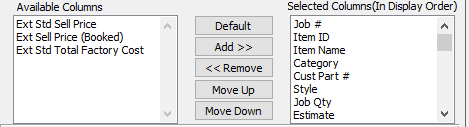 Available Columns
Ext Std Sell Price
Ext Sell Price (Booked)
Ext Std Total Factory Cost
Default
Add >>
<< Remove
Move Up
Move Down
Selected Columns(In Display Order)
Job #
Item ID
Item Name
Category
Cust Part #
Style
Job Qty
Estimate